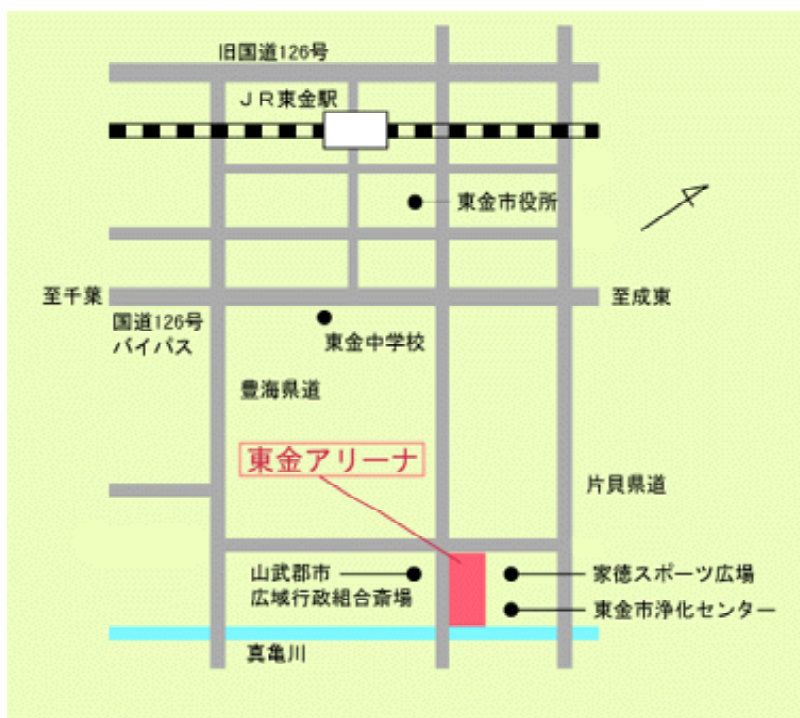 旧国道126号
ＪＲ東金駅
東金市役所
至千葉
至成東
国道126号
バイパス
東金中学校
豊海県道
東金アリーナ
片貝県道
山武郡市
広域行政組合斎場
家徳スポーツ広場
東金市浄化センター
真亀川